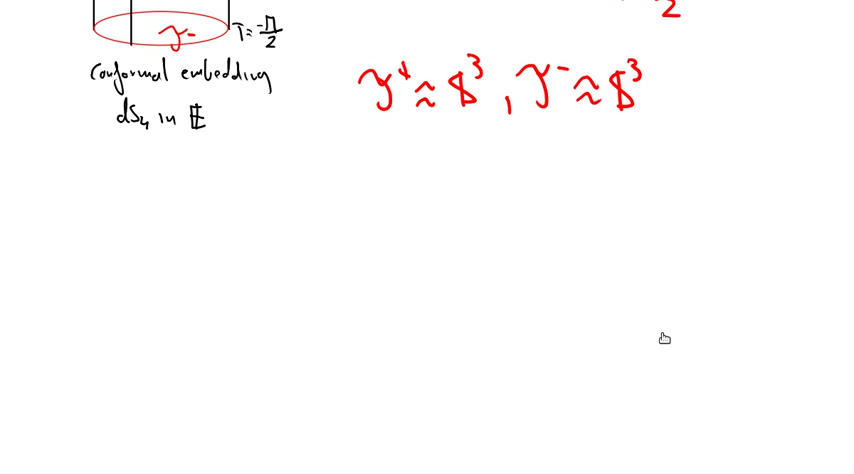 2
𝒥-
T = -π/2
conformal embedding
dS₄ in 𝔼
𝒥⁺ ≈ 𝕊³, 𝒥⁻ ≈ 𝕊³